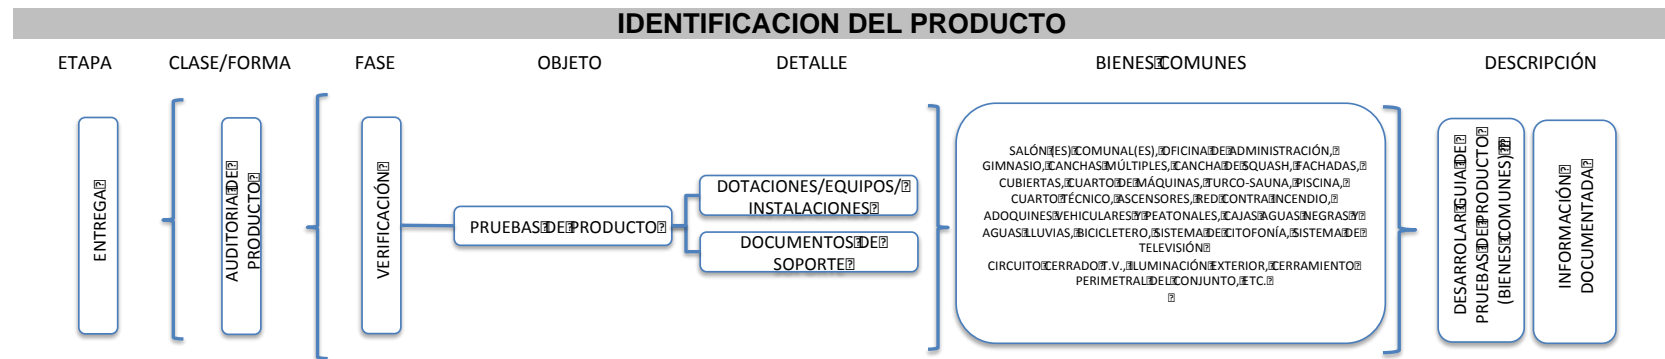 IDENTIFICACION DEL PRODUCTO
ETAPA
CLASE/FORMA
FASE
OBJETO
DETALLE
BIENES COMUNES
DESCRIPCIÓN
ENTREGA
AUDITORIA DE
PRODUCTO
VERIFICACIÓN
PRUEBAS DE PRODUCTO
DOTACIONES/EQUIPOS/
INSTALACIONES
DOCUMENTOS DE
SOPORTE
SALÓN(ES) COMUNAL(ES), OFICINA DE ADMINISTRACIÓN,
GIMNASIO, CANCHAS MÚLTIPLES, CANCHA DE SQUASH, FACHADAS,
CUBIERTAS, CUARTO DE MÁQUINAS, TURCO-SAUNA, PISCINA,
CUARTO TÉCNICO, ASCENSORES, RED CONTRA INCENDIO,
ADOQUINES VEHICULARES Y PEATONALES, CAJAS AGUAS NEGRAS Y
AGUAS LLUVIAS, BICICLETERO, SISTEMA DE CITOFONÍA, SISTEMA DE
TELEVISIÓN
CIRCUITO CERRADO T.V., ILUMINACIÓN EXTERIOR, CERRAMIENTO
PERIMETRAL DEL CONJUNTO, ETC.
DESARROLAR GUIA DE
PRUEBAS DE PRODUCTO
(BIENES COMUNES)
INFORMACIÓN
DOCUMENTADA